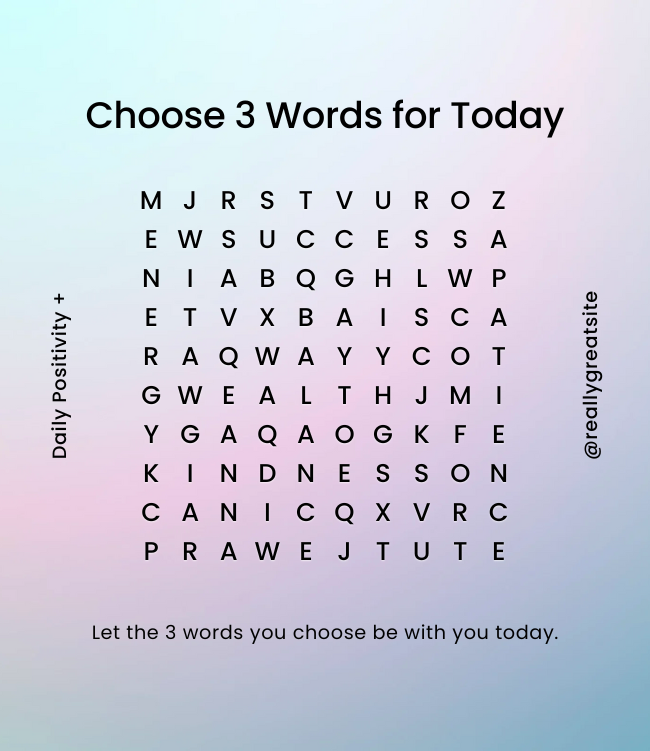 Choose 3 Words for Today
M J R S T V U R O Z
E W S U C C E S S A
N I A B Q G H L W P
E T V X B A I S C A
R A Q W A Y Y C O T
G W E A L T H J M I
Y G A Q A O G K F E
K I N D N E S S O N
C A N I C Q X V R C
P R A W E J T U T E
Daily Positivity +
@reallygreatsite
Let the 3 words you choose be with you today.